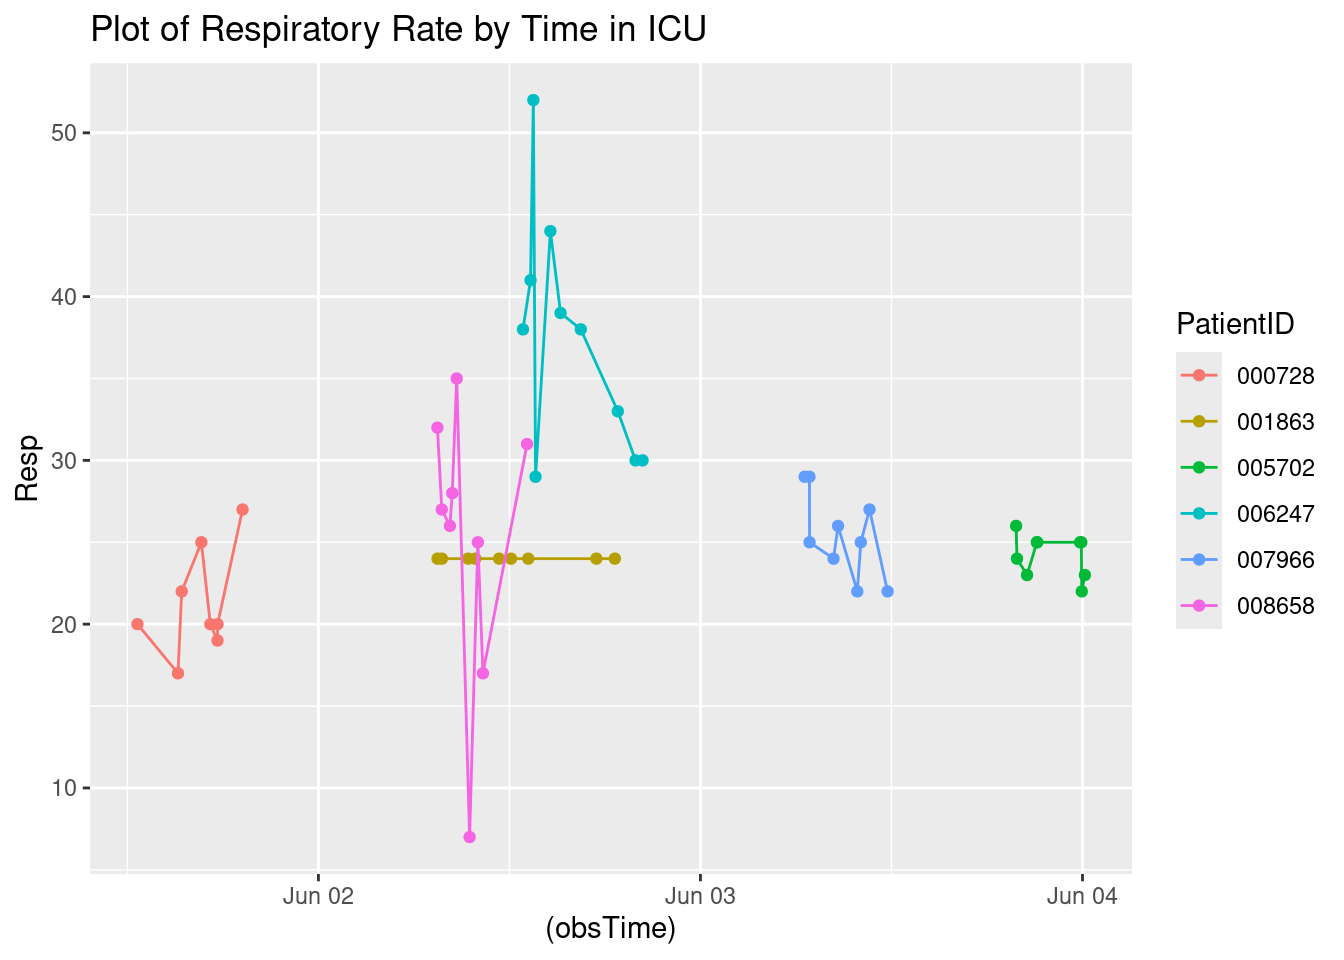 Plot of Respiratory Rate by Time in ICU
50
40
30
20
10
Resp
Jun 02
Jun 03
Jun 04
(obsTime)
PatientID
000728
001863
005702
006247
007966
008658